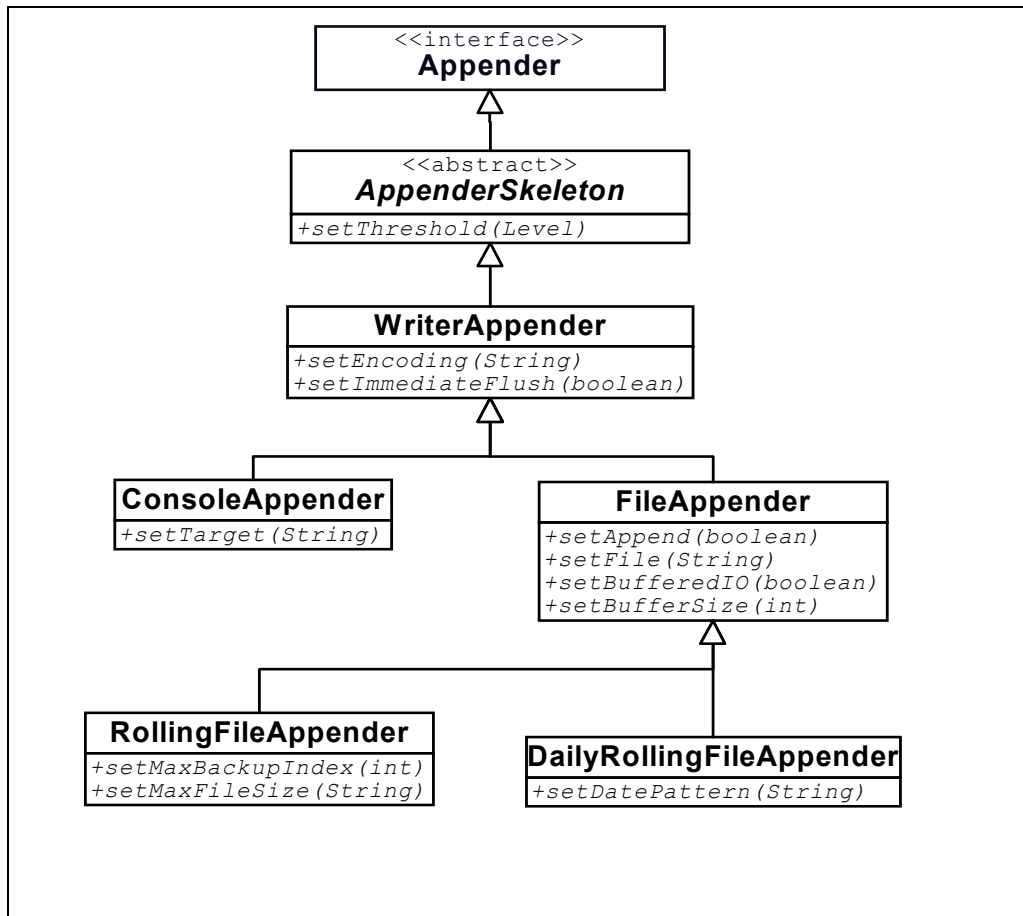 <<interface>>
Appender
<<abstract>>
AppenderSkeleton
+setThreshold(Level)
WriterAppender
+setEncoding(String)
+setImmediateFlush(boolean)
ConsoleAppender
+setTarget(String)
FileAppender
+setAppend(boolean)
+setFile(String)
+setBufferedIO(boolean)
+setBufferSize(int)
RollingFileAppender
+setMaxBackupIndex(int)
+setMaxFileSize(String)
DailyRollingFileAppender
+setDatePattern(String)